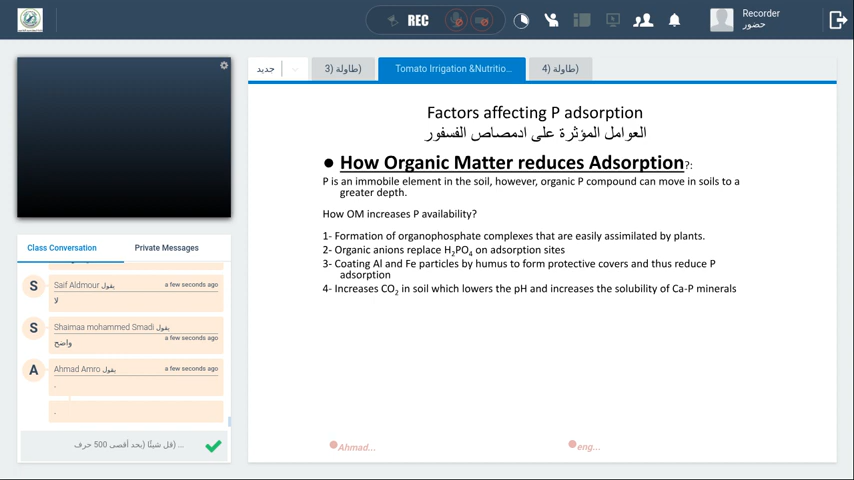 REC
Recorder
حضور
جديد
طاولة (3)
Tomato Irrigation &Nutritio...
طاولة (4)
Factors affecting P adsorption
العوامل المؤثرة على ادمصاص الفسفور
● How Organic Matter reduces Adsorption?:
P is an immobile element in the soil, however, organic P compound can move in soils to a
greater depth.
How OM increases P availability?
1- Formation of organophosphate complexes that are easily assimilated by plants.
2- Organic anions replace H₂PO₄ on adsorption sites
3- Coating Al and Fe particles by humus to form protective covers and thus reduce P
adsorption
4- Increases CO₂ in soil which lowers the pH and increases the solubility of Ca-P minerals
Ahmad...
eng...
Class Conversation
Private Messages
S
Saif Aldmour يقول
a few seconds ago
لا
S
Shaimaa mohammed Smadi يقول
a few seconds ago
واضح
A
Ahmad Amro يقول
a few seconds ago
.
.
قل شيئًا (بحد أقصى 500 حرف) ...